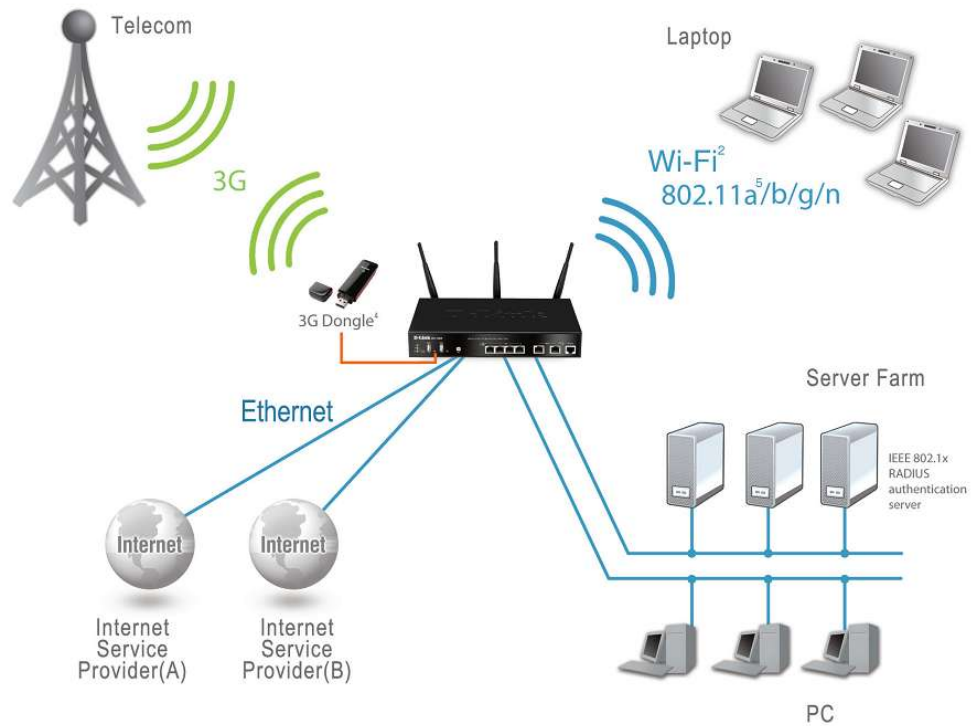 Telecom
Laptop
3G
Wi-Fi²
802.11a⁵/b/g/n
3G Dongle⁴
D-Link
Ethernet
Server Farm
IEEE 802.1x
RADIUS
authentication
server
Internet
Internet
Internet
Service
Provider(A)
Internet
Service
Provider(B)
PC